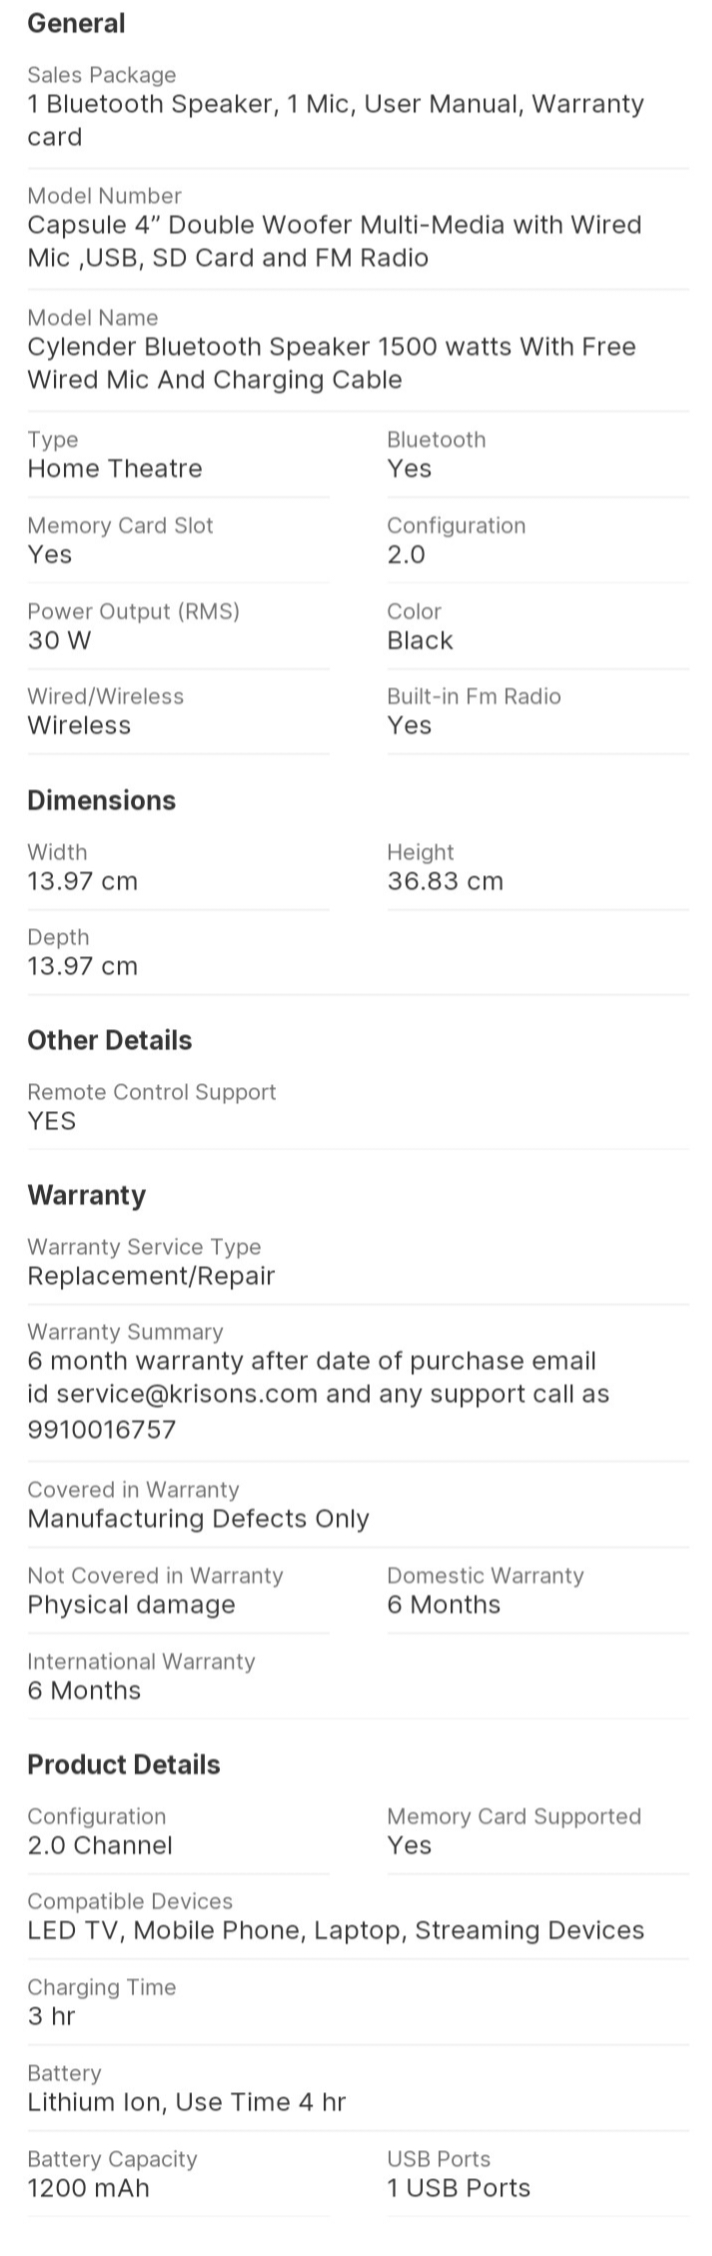 General
Sales Package
1 Bluetooth Speaker, 1 Mic, User Manual, Warranty
card
Model Number
Capsule 4” Double Woofer Multi-Media with Wired
Mic ,USB, SD Card and FM Radio
Model Name
Cylender Bluetooth Speaker 1500 watts With Free
Wired Mic And Charging Cable
Type
Home Theatre
Bluetooth
Yes
Memory Card Slot
Yes
Configuration
2.0
Power Output (RMS)
30 W
Color
Black
Wired/Wireless
Wireless
Built-in Fm Radio
Yes
Dimensions
Width
13.97 cm
Height
36.83 cm
Depth
13.97 cm
Other Details
Remote Control Support
YES
Warranty
Warranty Service Type
Replacement/Repair
Warranty Summary
6 month warranty after date of purchase email
id service@krisons.com and any support call as
9910016757
Covered in Warranty
Manufacturing Defects Only
Not Covered in Warranty
Physical damage
Domestic Warranty
6 Months
International Warranty
6 Months
Product Details
Configuration
2.0 Channel
Memory Card Supported
Yes
Compatible Devices
LED TV, Mobile Phone, Laptop, Streaming Devices
Charging Time
3 hr
Battery
Lithium Ion, Use Time 4 hr
Battery Capacity
1200 mAh
USB Ports
1 USB Ports